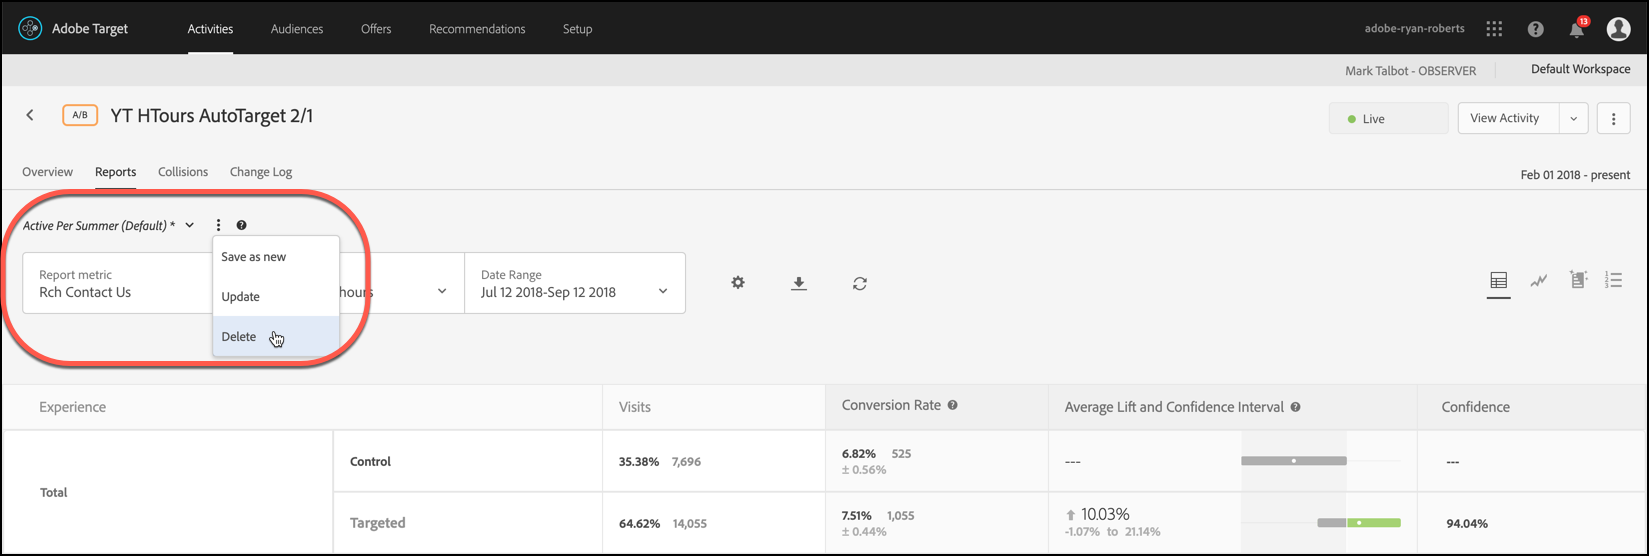 Adobe Target Activities Audiences Offers Recommendations Setup adobe-ryan-roberts 13
Mark Talbot - OBSERVER Default Workspace
A/B YT HTours AutoTarget 2/1 Live View Activity
Overview Reports Collisions Change Log Feb 01 2018 - present
Active Per Summer (Default) *
Save as new
Update
Delete
Report metric
Rch Contact Us
hours
Date Range
Jul 12 2018-Sep 12 2018
Experience Visits Conversion Rate Average Lift and Confidence Interval Confidence
Total
Control 35.38% 7,696 6.82% 525 --- ---
± 0.56%
Targeted 64.62% 14,055 7.51% 1,055 10.03% 94.04%
± 0.44% -1.07% to 21.14%